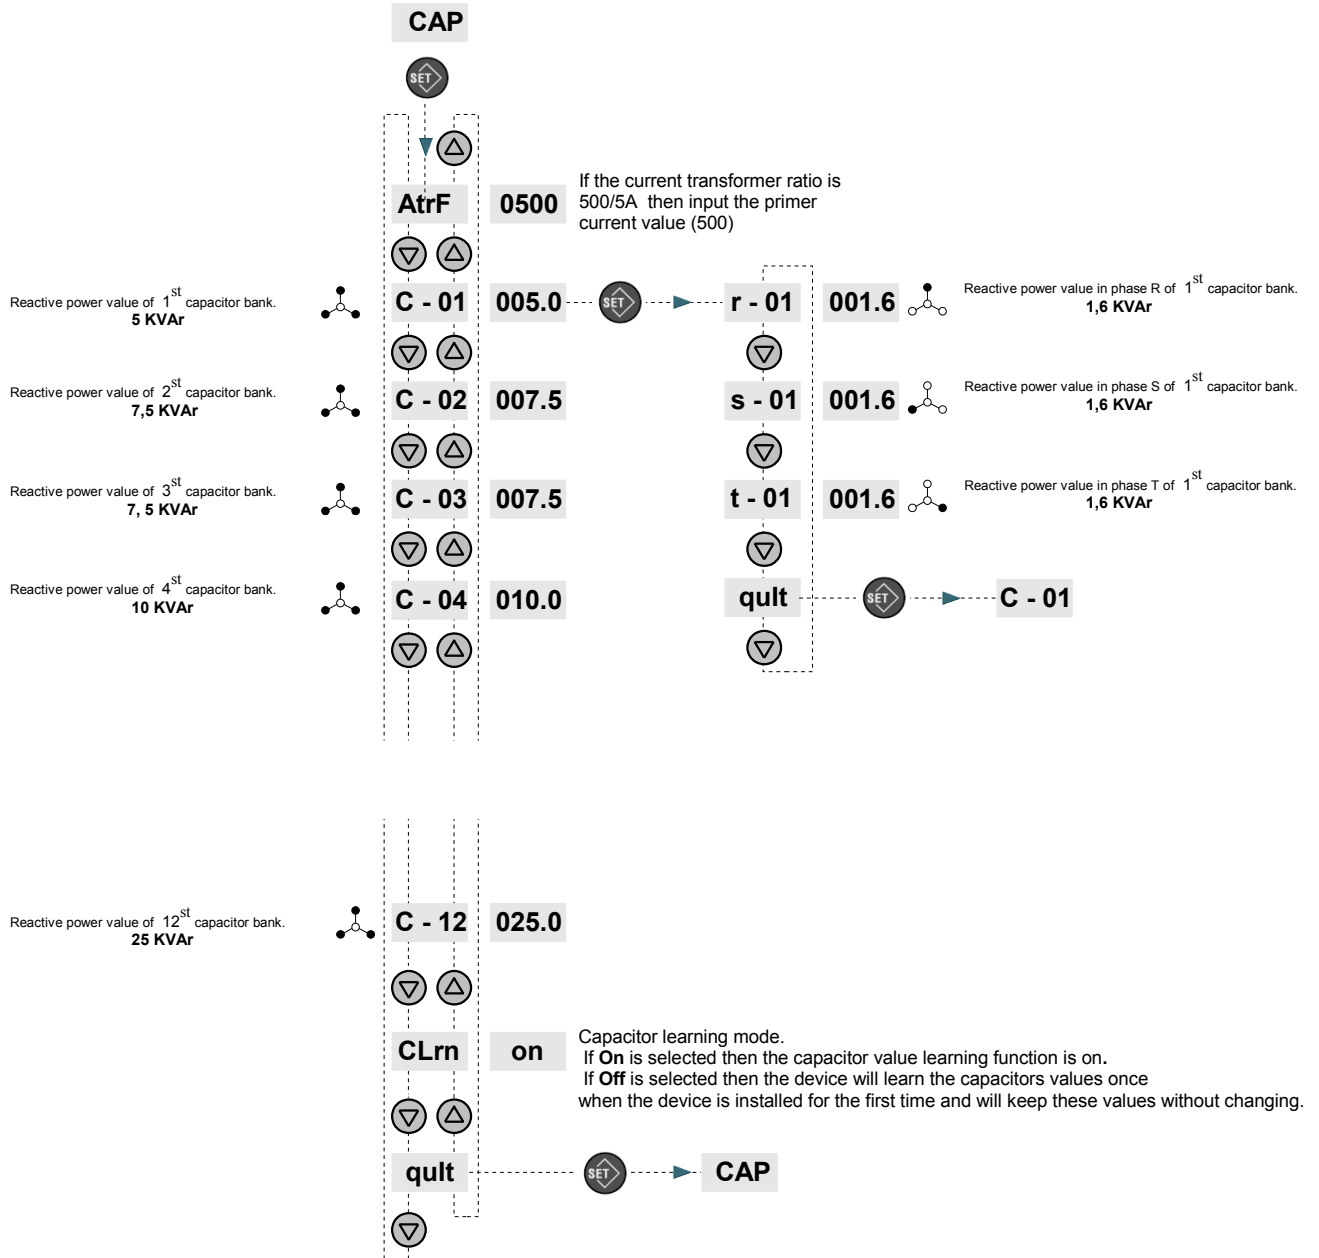 CAP
SET
AtrF 0500
If the current transformer ratio is
500/5A then input the primer
current value (500)
Reactive power value of 1st capacitor bank.
5 KVAr
C - 01 005.0 SET r - 01 001.6
Reactive power value in phase R of 1st capacitor bank.
1,6 KVAr
Reactive power value of 2st capacitor bank.
7,5 KVAr
C - 02 007.5 s - 01 001.6
Reactive power value in phase S of 1st capacitor bank.
1,6 KVAr
Reactive power value of 3st capacitor bank.
7, 5 KVAr
C - 03 007.5 t - 01 001.6
Reactive power value in phase T of 1st capacitor bank.
1,6 KVAr
Reactive power value of 4st capacitor bank.
10 KVAr
C - 04 010.0 quIt SET C - 01
Reactive power value of 12st capacitor bank.
25 KVAr
C - 12 025.0
CLrn on
Capacitor learning mode.
If On is selected then the capacitor value learning function is on.
If Off is selected then the device will learn the capacitors values once
when the device is installed for the first time and will keep these values without changing.
quIt SET CAP